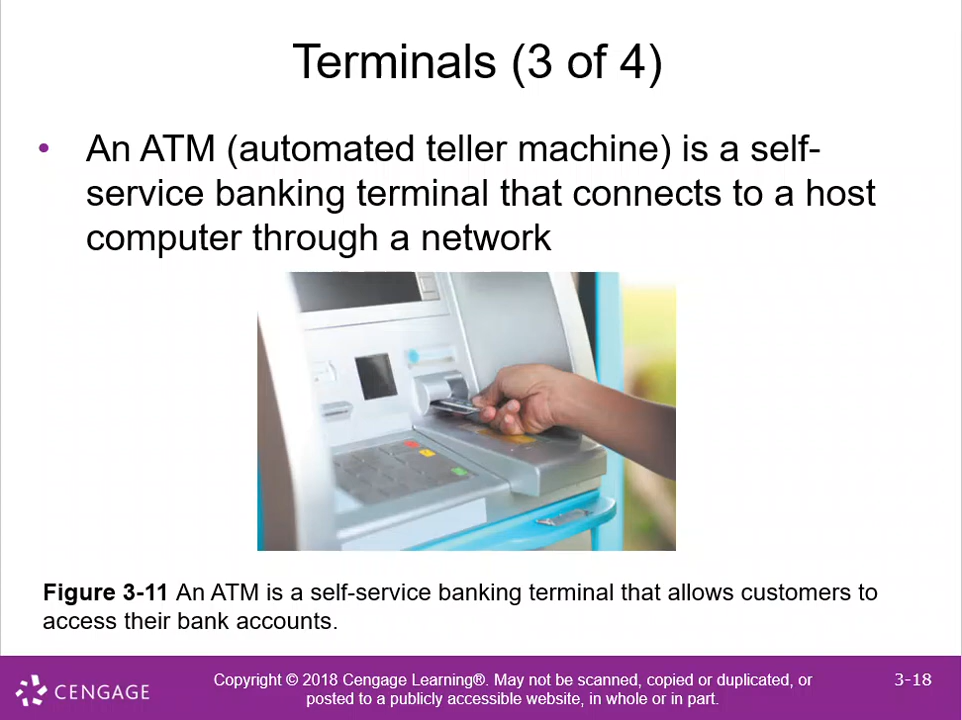 Terminals (3 of 4)
• An ATM (automated teller machine) is a self-
service banking terminal that connects to a host
computer through a network
Figure 3-11 An ATM is a self-service banking terminal that allows customers to
access their bank accounts.
CENGAGE
Copyright © 2018 Cengage Learning®. May not be scanned, copied or duplicated, or
posted to a publicly accessible website, in whole or in part.
3-18